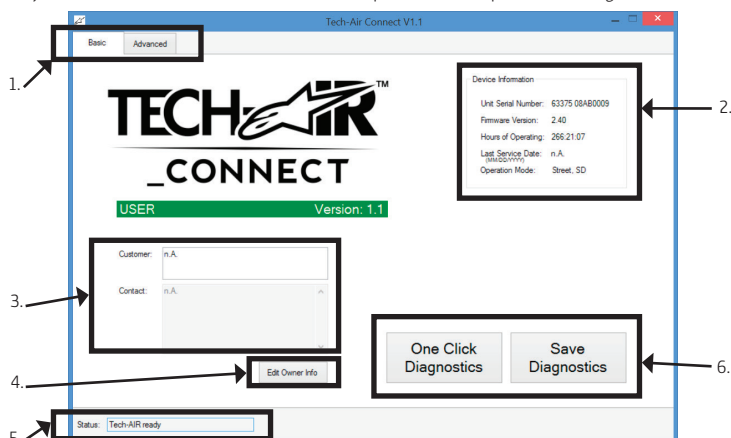 Tech-Air Connect V1.1
Basic Advanced
1.
TECH-AIR™
_CONNECT
USER Version: 1.1
Device Information
Unit Serial Number: 63375 08AB0009
Firmware Version: 2.40
Hours of Operating: 266:21:07
Last Service Date: n.A.
(MM/DD/YYYY)
Operation Mode: Street, SD
2.
Customer: n.A.
Contact: n.A.
3.
4.
Edit Owner Info
One Click
Diagnostics
Save
Diagnostics
6.
5.
Status: Tech-AIR ready